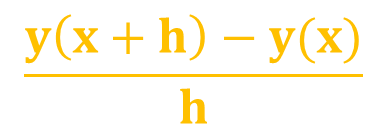 y(x + h) − y(x)
h